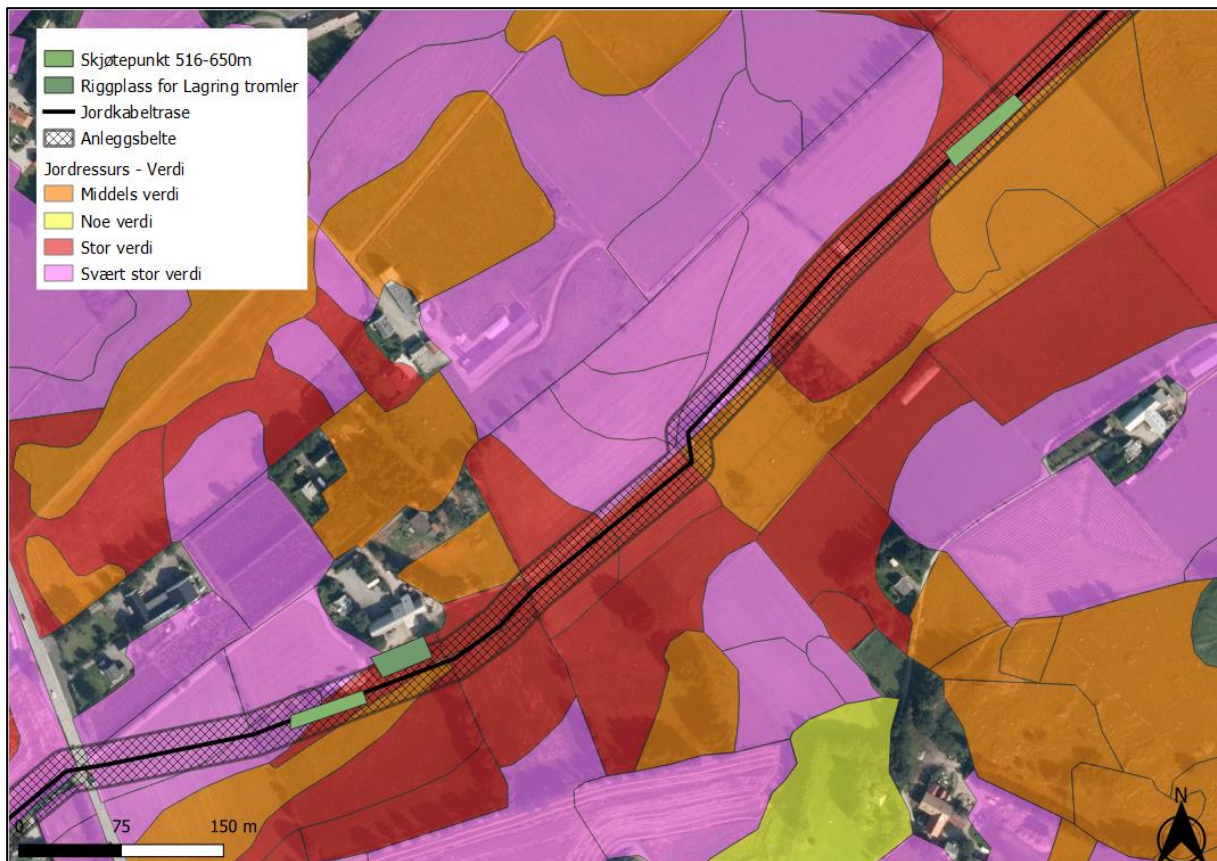 Skjøtepunkt 516-650m
Riggplass for Lagring tromler
Jordkabeltrase
Anleggsbelte
Jordressurs - Verdi
Middels verdi
Noe verdi
Stor verdi
Svært stor verdi
0 75 150 m
N